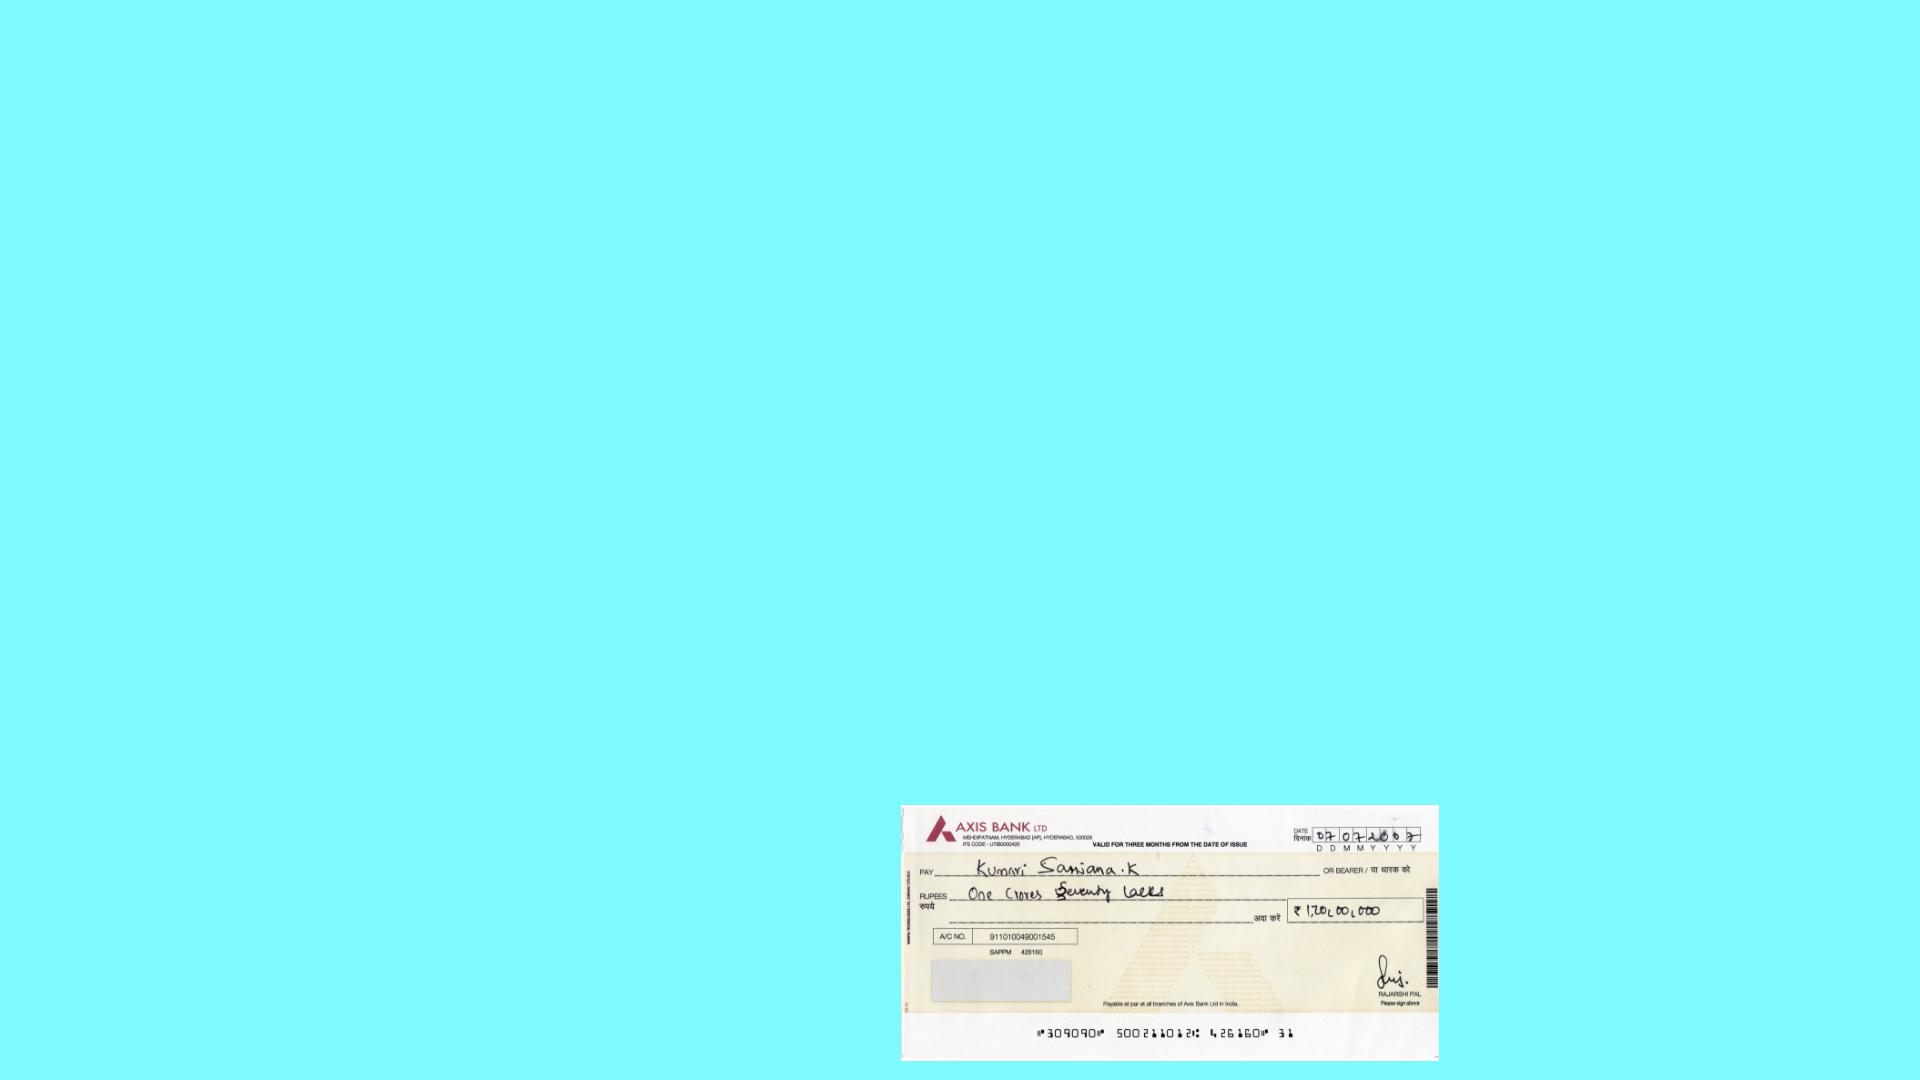 AXIS BANK LTD
MEHDIPATNAM, HYDERABAD (AP), HYDERABAD, 500028
IFS CODE - UTIB0000426
VALID FOR THREE MONTHS FROM THE DATE OF ISSUE
DATE 07072007
दिनांक D D M M Y Y Y Y
PAY Kumari Sanjana.K OR BEARER / या धारक को
RUPEES One Crores Seventy Lacks
रुपये
अदा करें ₹ 1,70,00,000
A/C NO. 911010049001545
SAPPM 426160
RAJARSHI PAL
Please sign above
Payable at par at all branches of Axis Bank Ltd in India.
⑈309090⑈ 500211012⑆ 426160⑈ 31